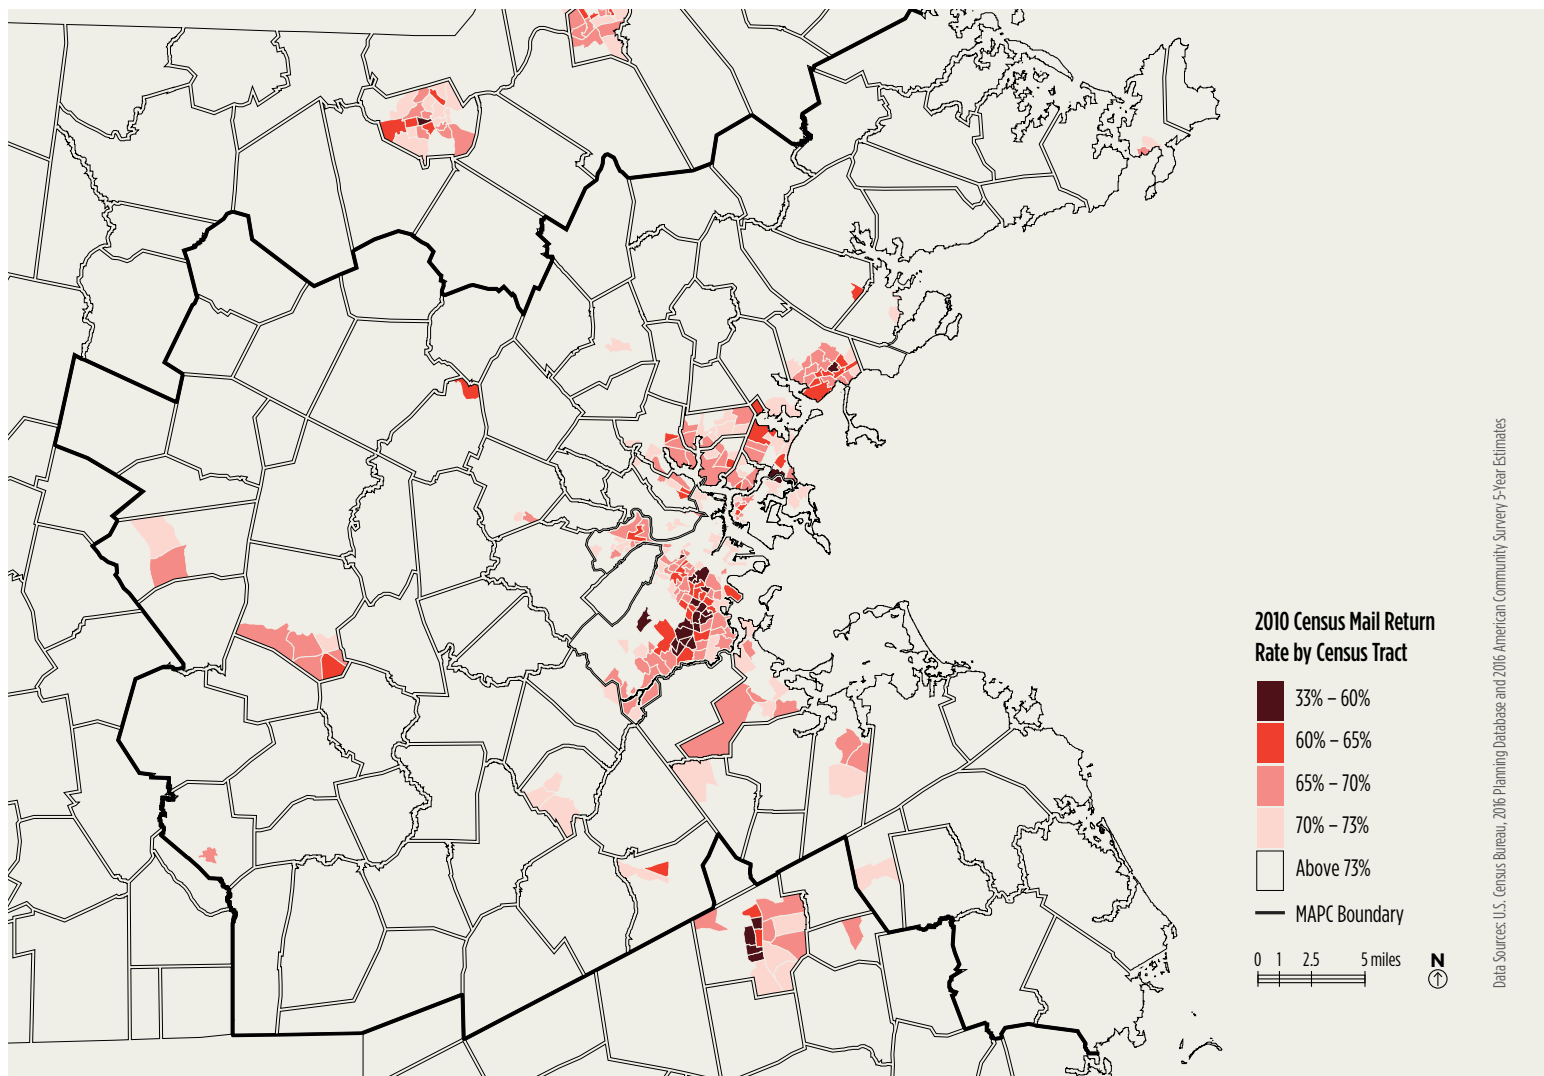 2010 Census Mail Return
Rate by Census Tract
33% – 60%
60% – 65%
65% – 70%
70% – 73%
Above 73%
MAPC Boundary
0 1 2.5 5 miles
N
Data Sources: U.S. Census Bureau, 2016 Planning Database and 2016 American Community Survery 5-Year Estimates